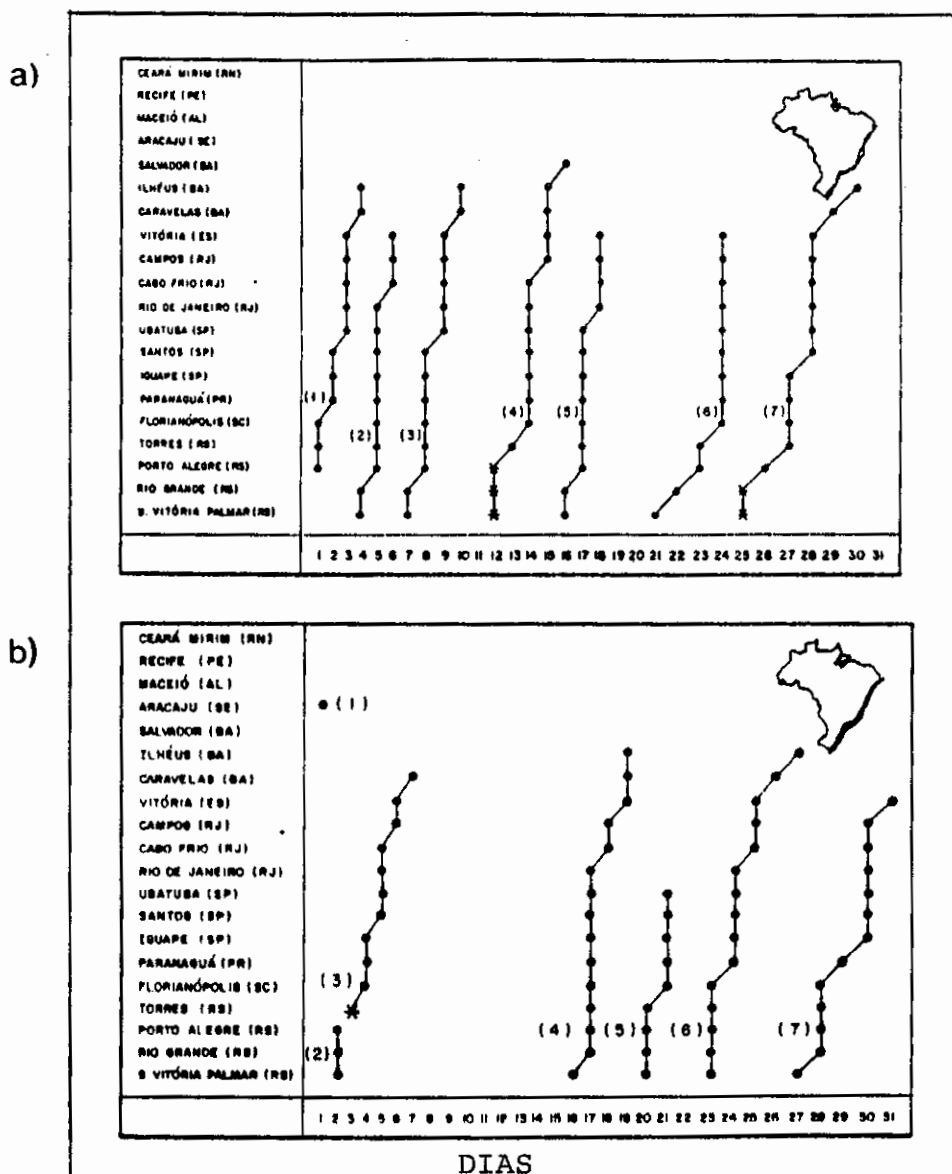 a)
CEARÁ MIRIM (RN)
RECIFE (PE)
MACEIÓ (AL)
ARACAJU (SE)
SALVADOR (BA)
ILHÉUS (BA)
CARAVELAS (BA)
VITÓRIA (ES)
CAMPOS (RJ)
CABO FRIO (RJ)
RIO DE JANEIRO (RJ)
UBATUBA (SP)
SANTOS (SP)
IGUAPE (SP)
PARANAGUÁ (PR)
FLORIANÓPOLIS (SC)
TORRES (RS)
PORTO ALEGRE (RS)
RIO GRANDE (RS)
S. VITÓRIA PALMAR (RS)
(1) (2) (3) (4) (5) (6) (7)
1 2 3 4 5 6 7 8 9 10 11 12 13 14 15 16 17 18 19 20 21 22 23 24 25 26 27 28 29 30 31
b)
CEARÁ MIRIM (RN)
RECIFE (PE)
MACEIÓ (AL)
ARACAJU (SE) (1)
SALVADOR (BA)
ILHÉUS (BA)
CARAVELAS (BA)
VITÓRIA (ES)
CAMPOS (RJ)
CABO FRIO (RJ)
RIO DE JANEIRO (RJ)
UBATUBA (SP)
SANTOS (SP)
IGUAPE (SP)
PARANAGUÁ (PR)
FLORIANÓPOLIS (SC) (3)
TORRES (RS)
PORTO ALEGRE (RS) (4) (5) (6) (7)
RIO GRANDE (RS) (2)
S VITÓRIA PALMAR (RS)
1 2 3 4 5 6 7 8 9 10 11 12 13 14 15 16 17 18 19 20 21 22 23 24 25 26 27 28 29 30 31
DIAS